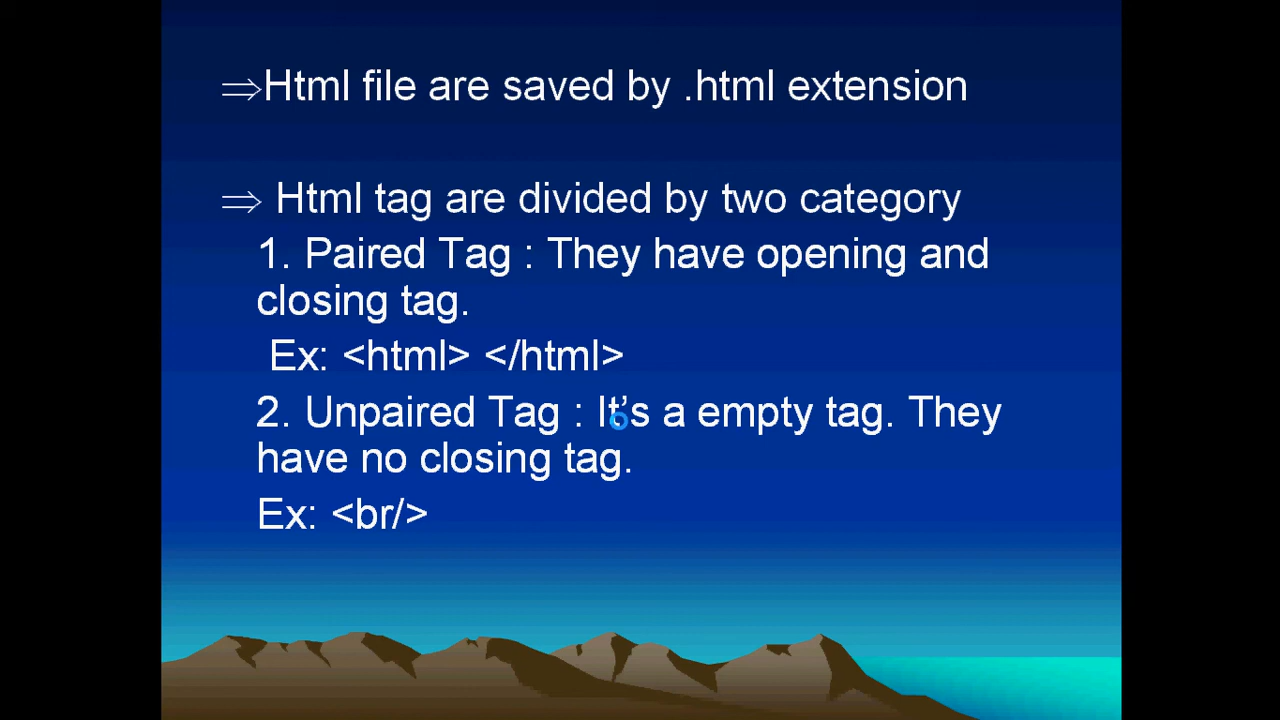 ⇒Html file are saved by .html extension
⇒ Html tag are divided by two category
1. Paired Tag : They have opening and
closing tag.
Ex: <html> </html>
2. Unpaired Tag : It’s a empty tag. They
have no closing tag.
Ex: <br/>